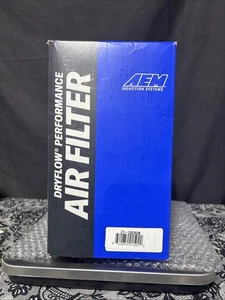 DRYFLOW® PERFORMANCE
AIR FILTER
AEM
INDUCTION SYSTEMS